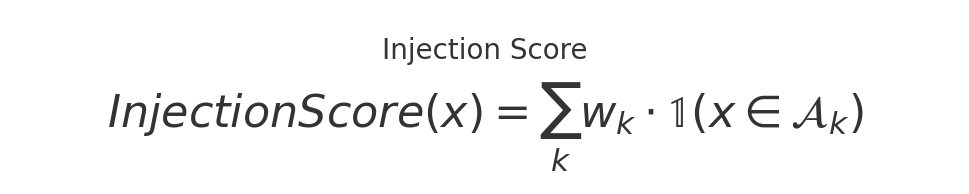 Injection Score
InjectionScore(x) = ∑_k w_k · 𝟙(x ∈ 𝒜_k)